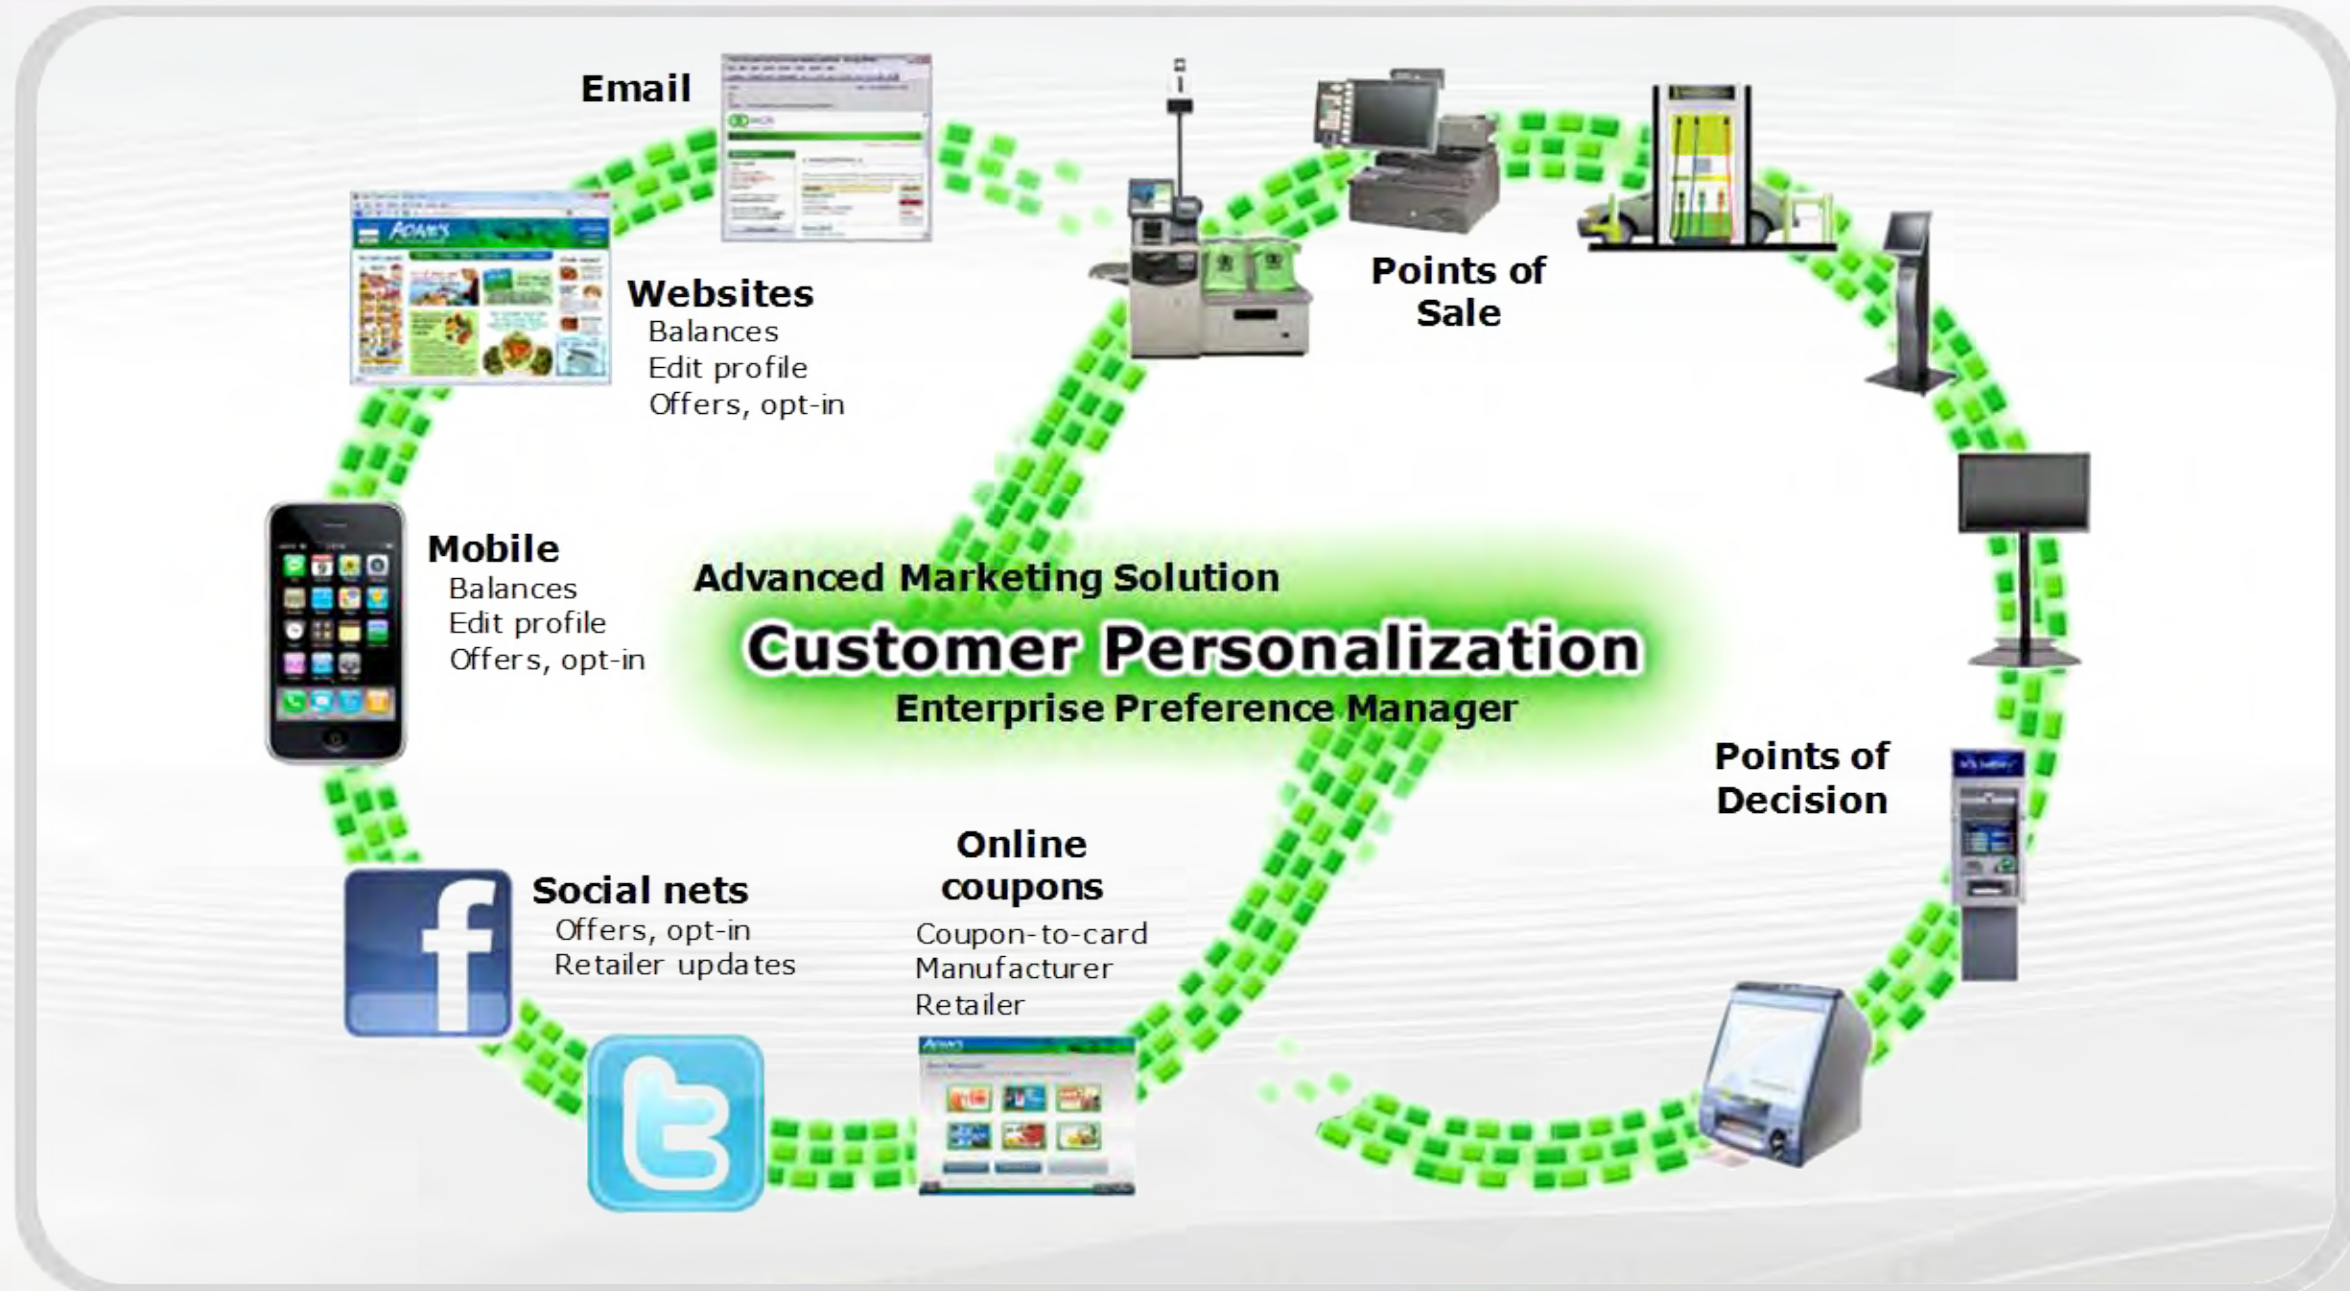 Email
Websites
Balances
Edit profile
Offers, opt-in
Points of
Sale
Mobile
Balances
Edit profile
Offers, opt-in
Advanced Marketing Solution
Customer Personalization
Enterprise Preference Manager
Points of
Decision
Social nets
Offers, opt-in
Retailer updates
Online
coupons
Coupon-to-card
Manufacturer
Retailer
ADAM'S